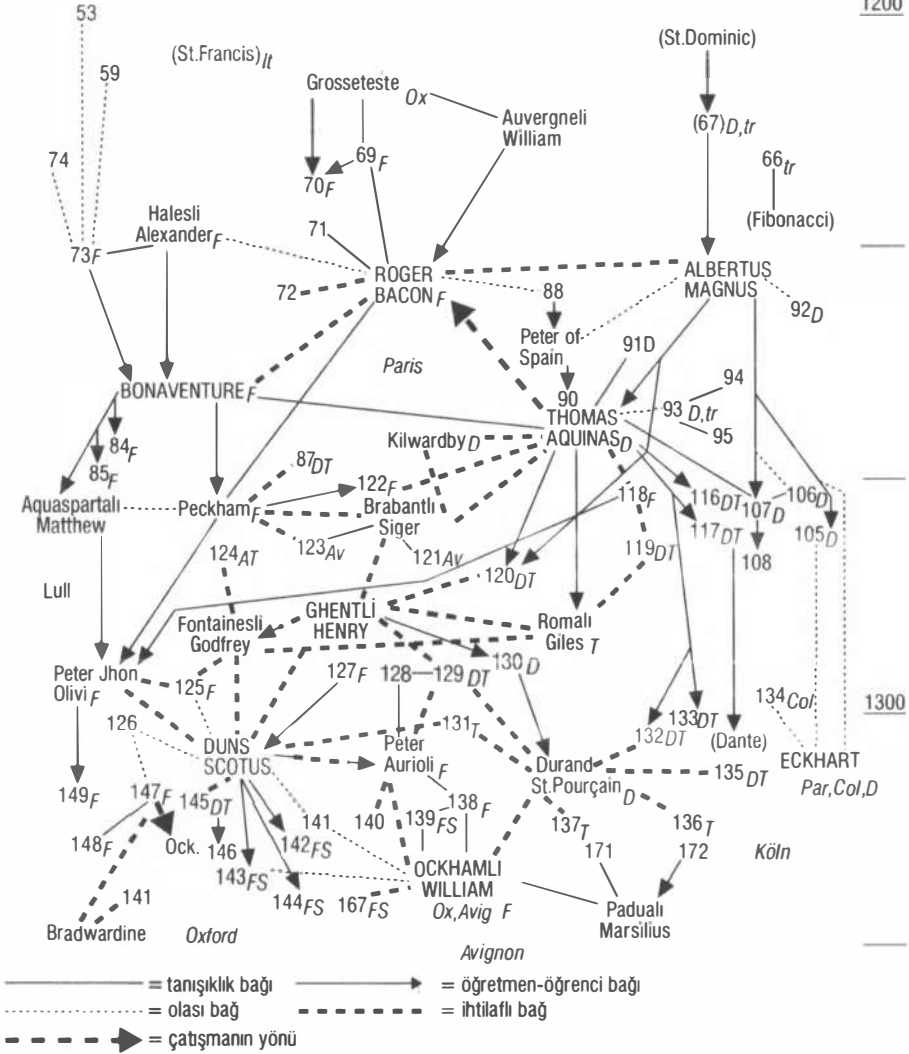 1200
53
(St.Dominic)
(St.Francis) It
59
Grosseteste
Ox
Auvergneli
William
(67) D, tr
74
69 F
70 F
66 tr
(Fibonacci)
Halesli
Alexander F
71
73 F
ROGER
BACON F
ALBERTUS
MAGNUS
72
88
92 D
Peter of
Spain
91D
Paris
94
BONAVENTURE F
90
THOMAS
AQUINAS D
93 D, tr
95
84 F
85 F
Kilwardby D
87 DT
122 F
118 F
116 DT
106 D
107 D
Aquaspartalı
Matthew
Peckham F
Brabantlı
Siger
117 DT
105 D
123 Av
121 Av
119 DT
108
124 AT
120 DT
Lull
GHENTLİ
HENRY
Fontainesli
Godfrey
Romalı
Giles T
130 D
Peter Jhon
Olivi F
125 F
127 F
128
129 DT
134 Col
126
131 T
133 DT
132 DT
1300
DUNS
SCOTUS
Peter
Aurioli F
Durand
St.Pourçain D
(Dante)
ECKHART
Par, Col, D
135 DT
149 F
147 F
145 DT
141
140
139 FS
138 F
137 T
136 T
148 F
Ock.
146
142 FS
171
172
Köln
143 FS
OCKHAMLI
WILLIAM
Ox, Avig F
141
144 FS
167 FS
Padualı
Marsilius
Bradwardine
Oxford
Avignon
= tanışıklık bağı
= öğretmen-öğrenci bağı
= olası bağ
= ihtilaflı bağ
= çatışmanın yönü